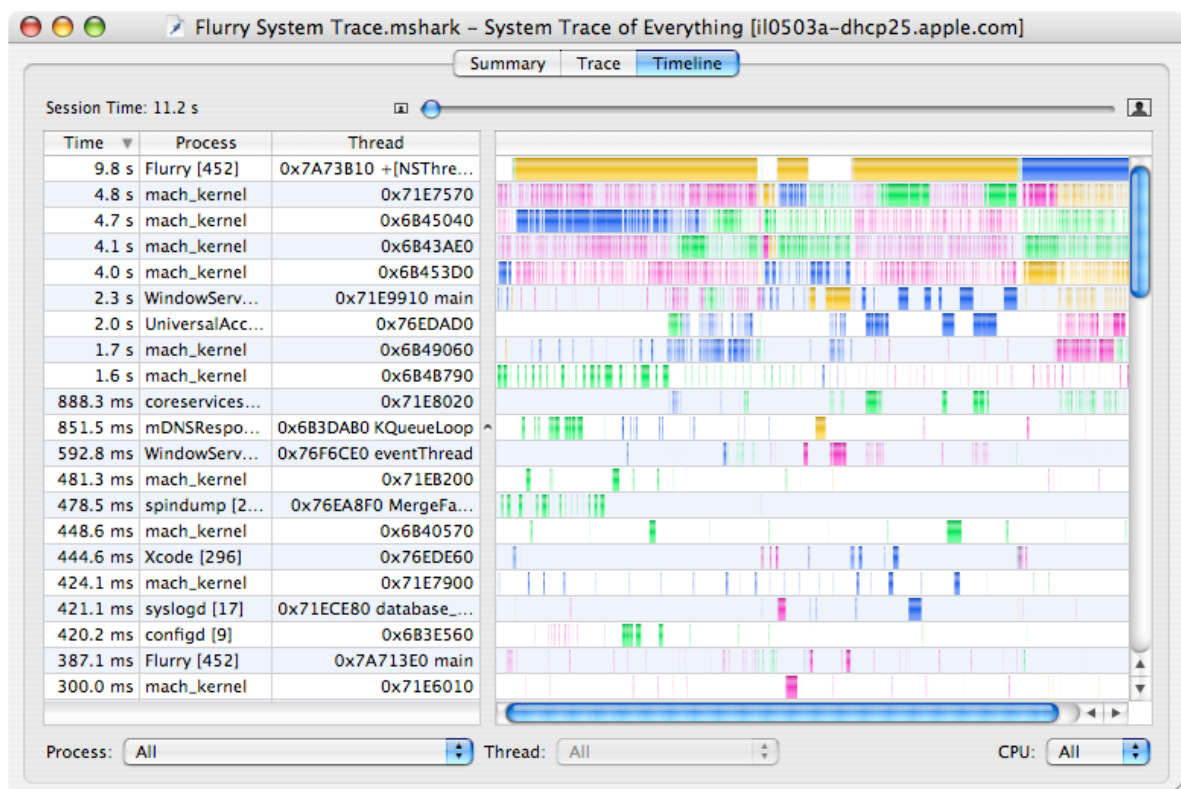 Flurry System Trace.mshark – System Trace of Everything [il0503a-dhcp25.apple.com]
Summary Trace Timeline
Session Time: 11.2 s
Time Process Thread
9.8 s Flurry [452] 0x7A73B10 +[NSThre...
4.8 s mach_kernel 0x71E7570
4.7 s mach_kernel 0x6B45040
4.1 s mach_kernel 0x6B43AE0
4.0 s mach_kernel 0x6B453D0
2.3 s WindowServ... 0x71E9910 main
2.0 s UniversalAcc... 0x76EDAD0
1.7 s mach_kernel 0x6B49060
1.6 s mach_kernel 0x6B4B790
888.3 ms coreservices... 0x71E8020
851.5 ms mDNSRespo... 0x6B3DAB0 KQueueLoop
592.8 ms WindowServ... 0x76F6CE0 eventThread
481.3 ms mach_kernel 0x71EB200
478.5 ms spindump [2... 0x76EA8F0 MergeFa...
448.6 ms mach_kernel 0x6B40570
444.6 ms Xcode [296] 0x76EDE60
424.1 ms mach_kernel 0x71E7900
421.1 ms syslogd [17] 0x71ECE80 database_...
420.2 ms configd [9] 0x6B3E560
387.1 ms Flurry [452] 0x7A713E0 main
300.0 ms mach_kernel 0x71E6010
Process: All Thread: All CPU: All